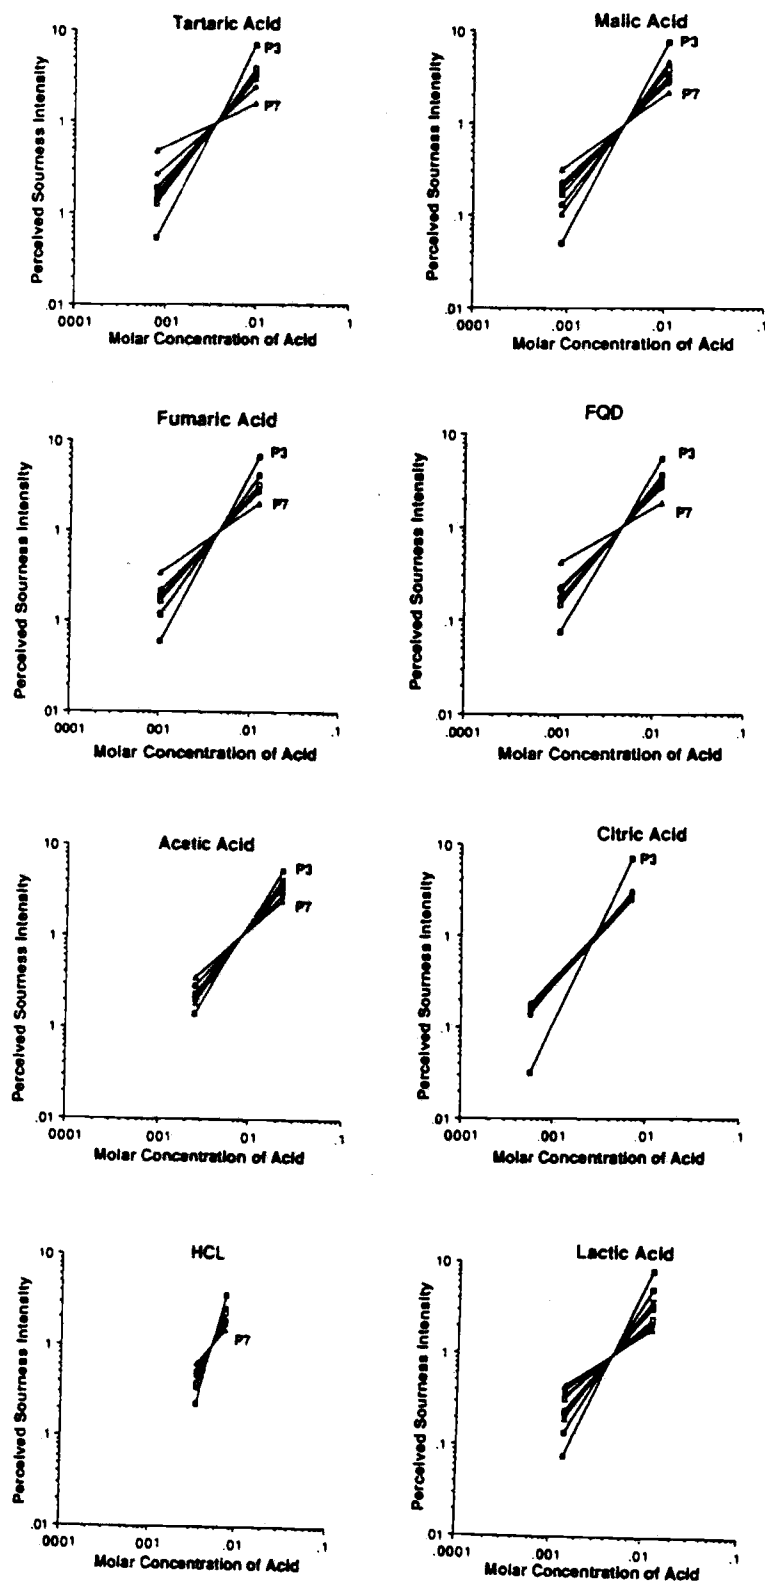 Tartaric Acid
10
P3
1
P7
1
.01
0001
001
.01
1
Perceived Sourness Intensity
Molar Concentration of Acid
Malic Acid
10
P3
1
P7
.1
.01
.0001
.001
.01
.1
Perceived Sourness Intensity
Molar Concentration of Acid
Fumaric Acid
10
P3
1
P7
1
.01
0001
.001
.01
.1
Perceived Sourness Intensity
Molar Concentration of Acid
FQD
10
P3
1
P7
.1
.01
.0001
.001
.01
.1
Perceived Sourness Intensity
Molar Concentration of Acid
Acetic Acid
10
P3
1
P7
1
.01
0001
001
01
.1
Perceived Sourness Intensity
Molar Concentration of Acid
Citric Acid
10
P3
1
.1
.01
.0001
.001
.01
.1
Perceived Sourness Intensity
Molar Concentration of Acid
HCL
10
1
P7
.1
.01
.0001
001
.01
.1
Perceived Sourness Intensity
Molar Concentration of Acid
Lactic Acid
10
1
.1
.01
.0001
.001
.01
.1
Perceived Sourness Intensity
Molar Concentration of Acid